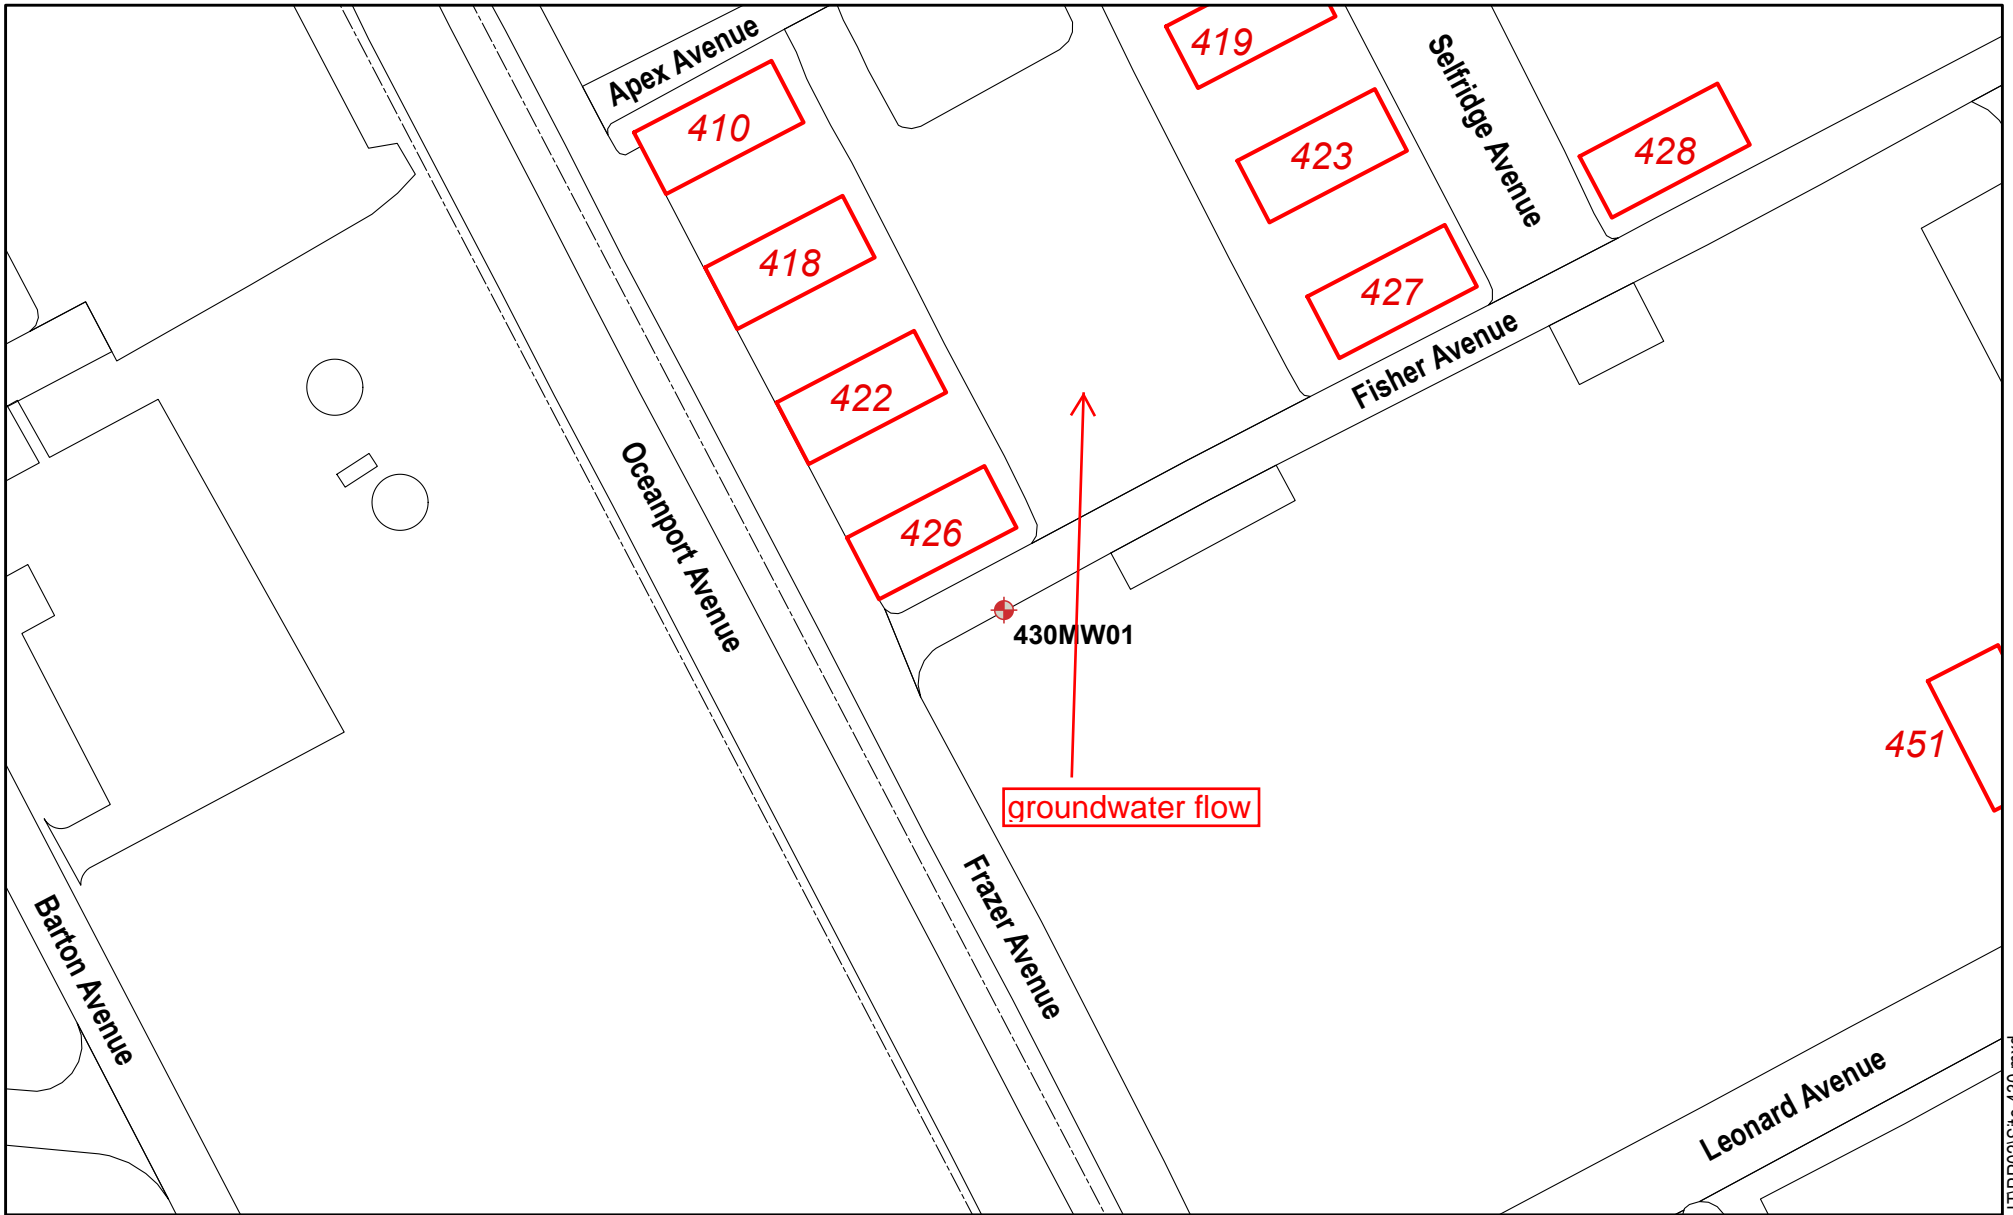 Apex Avenue
419
Selfridge Avenue
410
423
428
418
427
Fisher Avenue
422
Oceanport Avenue
426
430MW01
451
groundwater flow
Frazer Avenue
Barton Avenue
Leonard Avenue